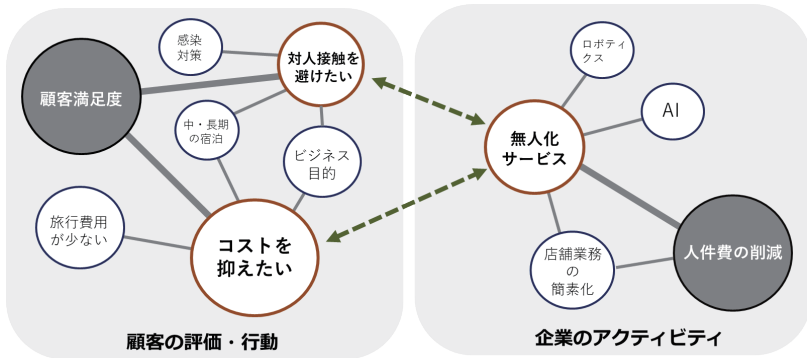 感染
対策
対人接触を
避けたい
顧客満足度
中・長期
の宿泊
ビジネス
目的
旅行費用
が少ない
コストを
抑えたい
顧客の評価・行動
ロボティ
クス
AI
無人化
サービス
店舗業務
の
簡素化
人件費の削減
企業のアクティビティ